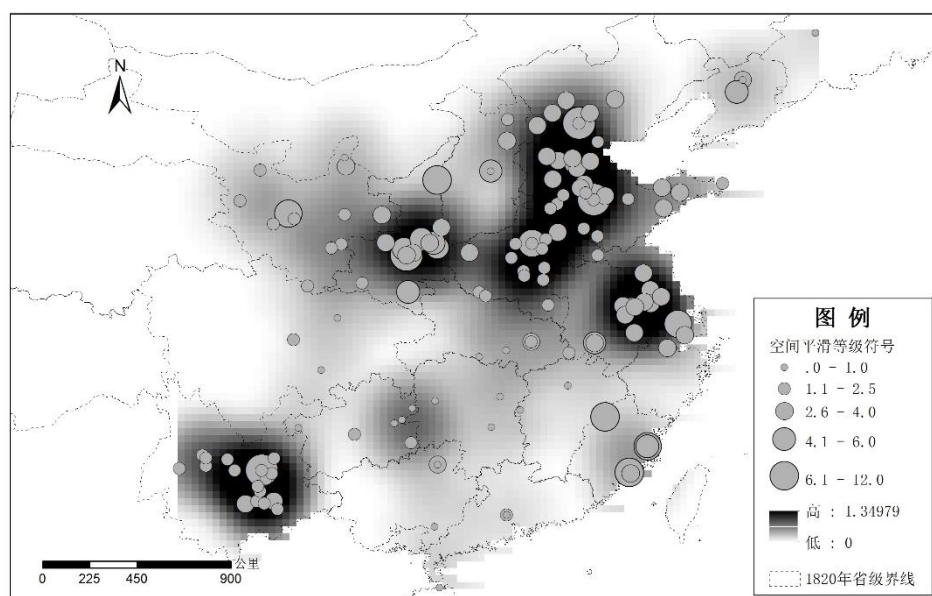 N
图 例
空间平滑等级符号
.0 - 1.0
1.1 - 2.5
2.6 - 4.0
4.1 - 6.0
6.1 - 12.0
高 : 1.34979
低 : 0
1820年省级界线
公里
0 225 450 900